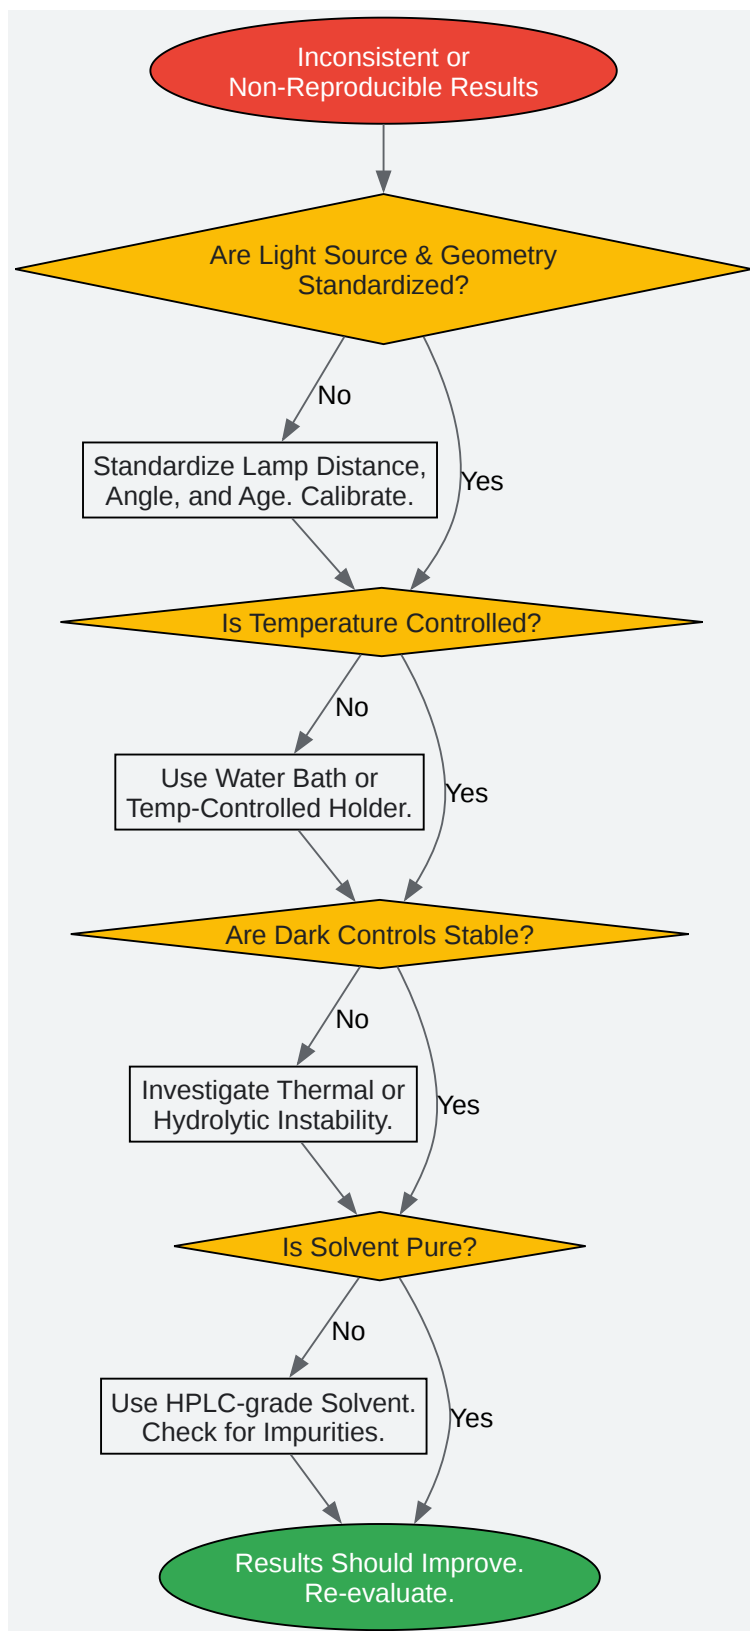 Inconsistent or
Non-Reproducible Results
Are Light Source & Geometry
Standardized?
No
Standardize Lamp Distance,
Angle, and Age. Calibrate.
Yes
Is Temperature Controlled?
No
Use Water Bath or
Temp-Controlled Holder.
Yes
Are Dark Controls Stable?
No
Investigate Thermal or
Hydrolytic Instability.
Yes
Is Solvent Pure?
No
Use HPLC-grade Solvent.
Check for Impurities.
Yes
Results Should Improve.
Re-evaluate.